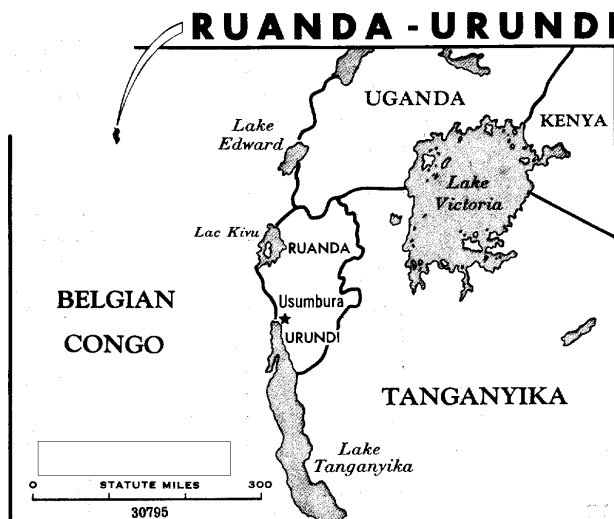 RUANDA - URUNDI
UGANDA
KENYA
Lake
Edward
Lake
Victoria
Lac Kivu
RUANDA
BELGIAN
CONGO
Usumbura
URUNDI
TANGANYIKA
Lake
Tanganyika
0 STATUTE MILES 300
30795